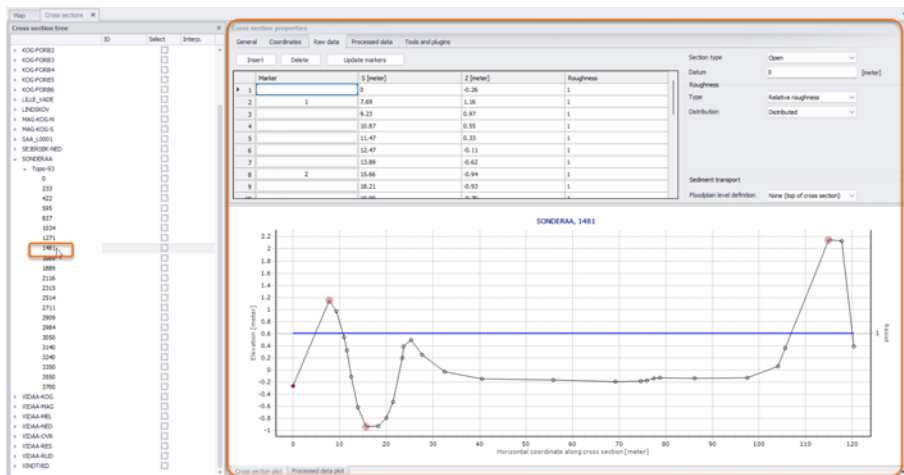 Map
Cross sections ×
Cross section tree
ID Select Interp.
KOG-FORB2
KOG-FORB3
KOG-FORB4
KOG-FORB5
KOG-FORB6
LILLE_VADE
LINDSKOV
MAG-KOG-N
MAG-KOG-S
SAA_L0001
SEJERSBK-NED
SONDERAA
Topo-93
0
233
422
595
827
1034
1271
1481
1889
2116
2315
2514
2711
2909
2984
3050
3140
3240
3350
3550
3700
VIDAA-KOG
VIDAA-MAG
VIDAA-MEL
VIDAA-NED
VIDAA-OVR
VIDAA-RES
VIDAA-RUD
VINDTVED
Cross section properties
General Coordinates Raw data Processed data Tools and plugins
Insert Delete Update markers
Marker S [meter] Z [meter] Roughness
1 0 -0.26 1
2 1 7.69 1.16 1
3 9.23 0.97 1
4 10.87 0.55 1
5 11.47 0.33 1
6 12.47 -0.11 1
7 13.89 -0.62 1
8 2 15.66 -0.94 1
9 18.21 -0.93 1
Section type Open
Datum 0 [meter]
Roughness
Type Relative roughness
Distribution Distributed
Sediment transport
Floodplain level definition None (top of cross section)
SONDERAA, 1481
Elevation [meter]
2.2
2
1.8
1.6
1.4
1.2
1
0.8
0.6
0.4
0.2
0
-0.2
-0.4
-0.6
-0.8
-1
1
Resist
0 10 20 30 40 50 60 70 80 90 100 110 120
Horizontal coordinate along cross section [meter]
Cross section plot Processed data plot